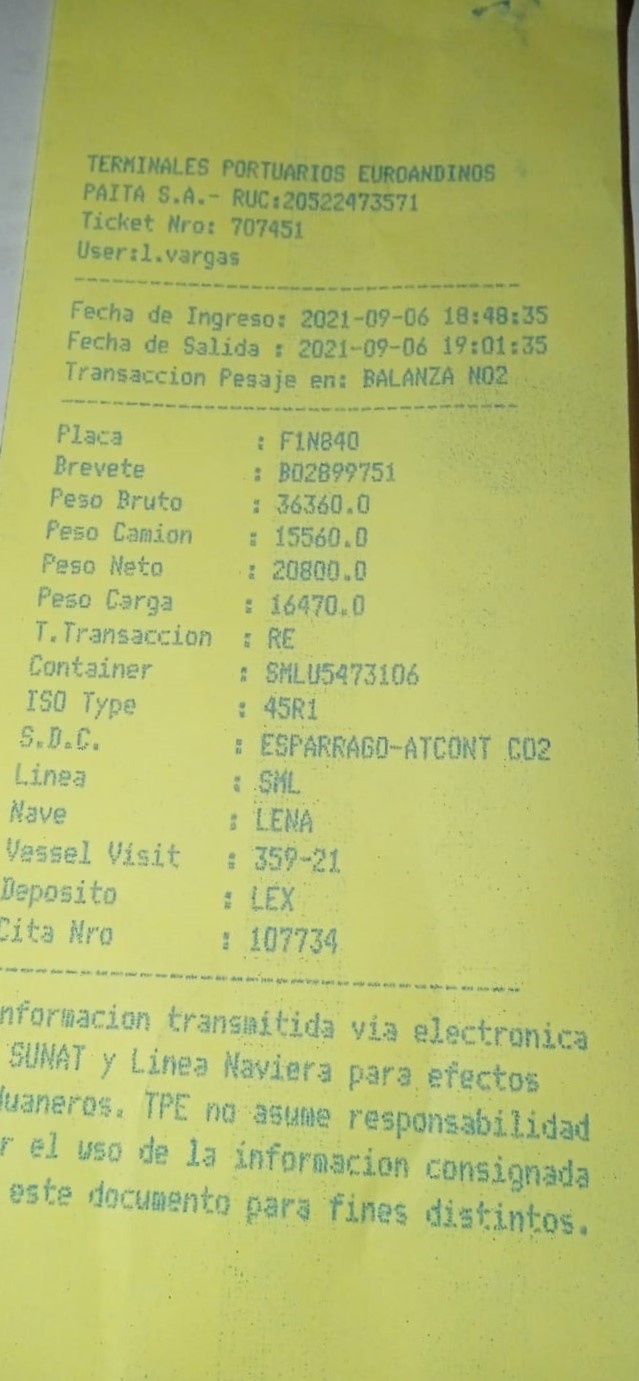 TERMINALES PORTUARIOS EUROANDINOS
PAITA S.A.- RUC:20522473571
Ticket Nro: 707451
User:l.vargas
Fecha de Ingreso: 2021-09-06 18:48:35
Fecha de Salida : 2021-09-06 19:01:35
Transaccion Pesaje en: BALANZA NO2
Placa : F1N840
Brevete : B02899751
Peso Bruto : 36360.0
Peso Camion : 15560.0
Peso Neto : 20800.0
Peso Carga : 16470.0
T.Transaccion : RE
Container : SMLU5473106
ISO Type : 45R1
S.D.C. : ESPARRAGO-ATCONT CO2
Linea : SML
Nave : LENA
Vessel Visit : 359-21
Deposito : LEX
Cita Nro : 107734
nformacion transmitida via electronica
SUNAT y Linea Naviera para efectos
duaneros. TPE no asume responsabilidad
r el uso de la informacion consignada
este documento para fines distintos.